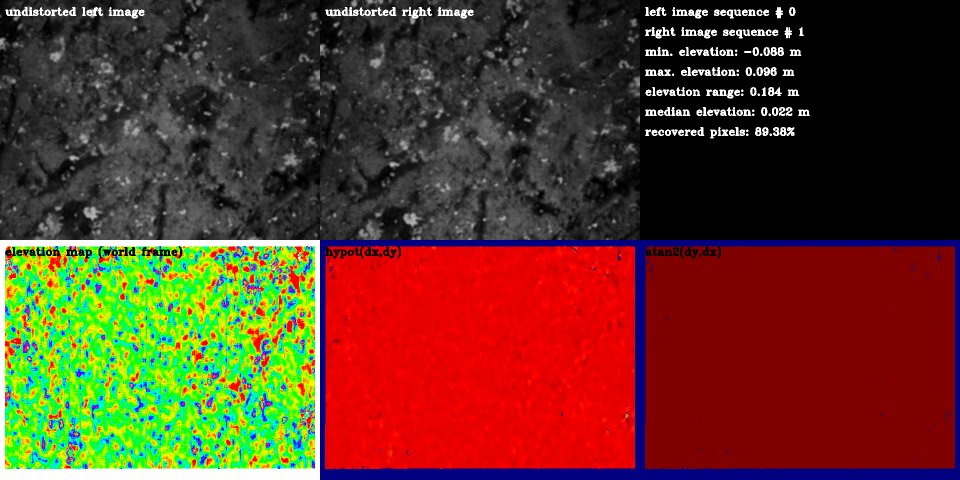 undistorted left image
undistorted right image
left image sequence # 0
right image sequence # 1
min. elevation: -0.088 m
max. elevation: 0.096 m
elevation range: 0.184 m
median elevation: 0.022 m
recovered pixels: 89.38%
elevation map (world frame)
hypot(dx,dy)
atan2(dy,dx)